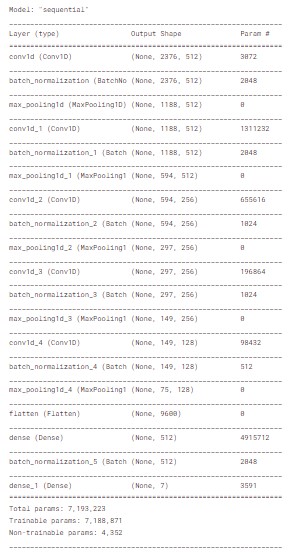 Model: "sequential"
Layer (type) Output Shape Param #
conv1d (Conv1D) (None, 2376, 512) 3072
batch_normalization (BatchNo (None, 2376, 512) 2048
max_pooling1d (MaxPooling1D) (None, 1188, 512) 0
conv1d_1 (Conv1D) (None, 1188, 512) 1311232
batch_normalization_1 (Batch (None, 1188, 512) 2048
max_pooling1d_1 (MaxPooling1 (None, 594, 512) 0
conv1d_2 (Conv1D) (None, 594, 256) 655616
batch_normalization_2 (Batch (None, 594, 256) 1024
max_pooling1d_2 (MaxPooling1 (None, 297, 256) 0
conv1d_3 (Conv1D) (None, 297, 256) 196864
batch_normalization_3 (Batch (None, 297, 256) 1024
max_pooling1d_3 (MaxPooling1 (None, 149, 256) 0
conv1d_4 (Conv1D) (None, 149, 128) 98432
batch_normalization_4 (Batch (None, 149, 128) 512
max_pooling1d_4 (MaxPooling1 (None, 75, 128) 0
flatten (Flatten) (None, 9600) 0
dense (Dense) (None, 512) 4915712
batch_normalization_5 (Batch (None, 512) 2048
dense_1 (Dense) (None, 7) 3591
Total params: 7,193,223
Trainable params: 7,188,871
Non-trainable params: 4,352